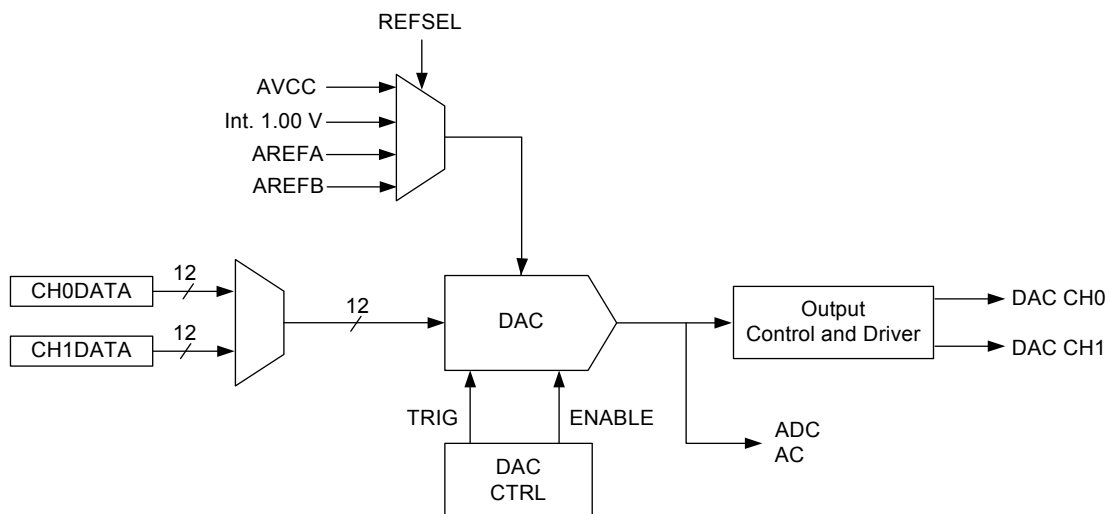 REFSEL
AVCC
Int. 1.00 V
AREFA
AREFB
CH0DATA
12
CH1DATA
12
12
DAC
Output
Control and Driver
DAC CH0
DAC CH1
TRIG
ENABLE
DAC
CTRL
ADC
AC